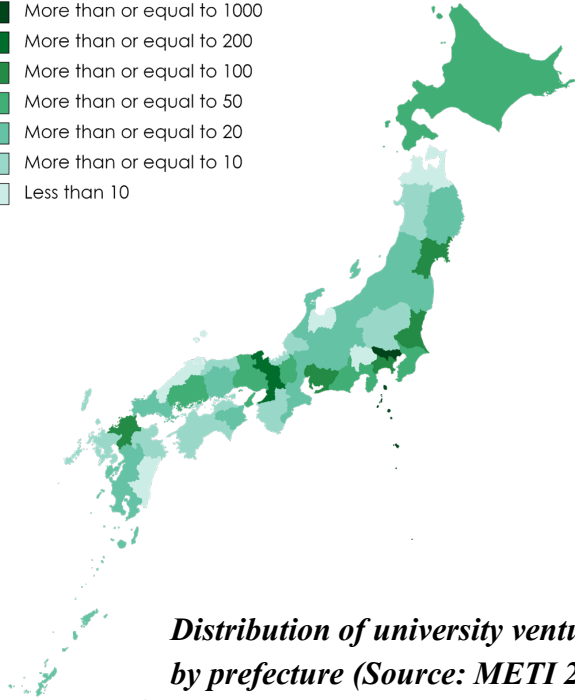 More than or equal to 1000
More than or equal to 200
More than or equal to 100
More than or equal to 50
More than or equal to 20
More than or equal to 10
Less than 10
Distribution of university
by prefecture (Source: METI